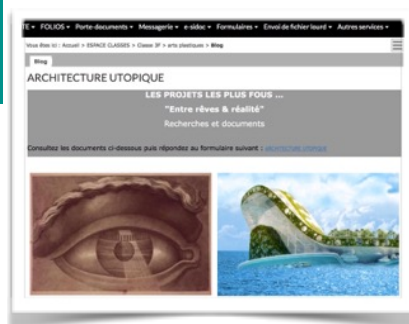 TE FOLIOS Porte-documents Messagerie e-sidoc Formulaires Envoi de fichier lourd Autres services
Vous êtes ici : Accueil > ESPACE CLASSES > Classe 3F > arts plastiques > Blog
Blog
ARCHITECTURE UTOPIQUE
LES PROJETS LES PLUS FOUS ...
"Entre rêves & réalité"
Recherches et documents
Consultez les documents ci-dessous puis répondez au formulaire suivant : architecture utopique